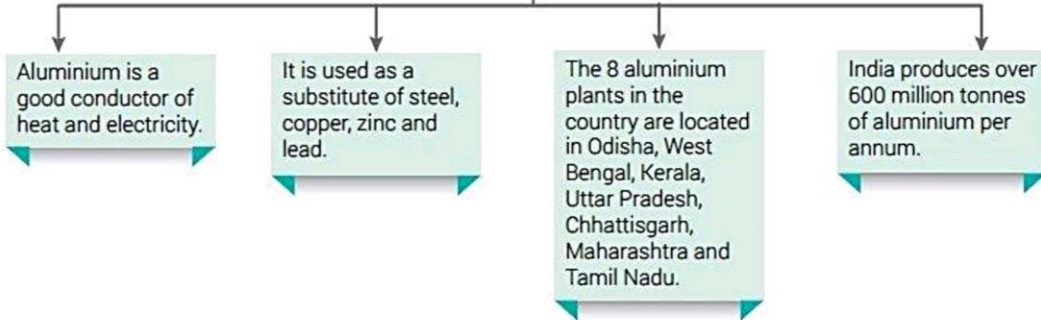 Aluminium is a
good conductor of
heat and electricity.
It is used as a
substitute of steel,
copper, zinc and
lead.
The 8 aluminium
plants in the
country are located
in Odisha, West
Bengal, Kerala,
Uttar Pradesh,
Chhattisgarh,
Maharashtra and
Tamil Nadu.
India produces over
600 million tonnes
of aluminium per
annum.